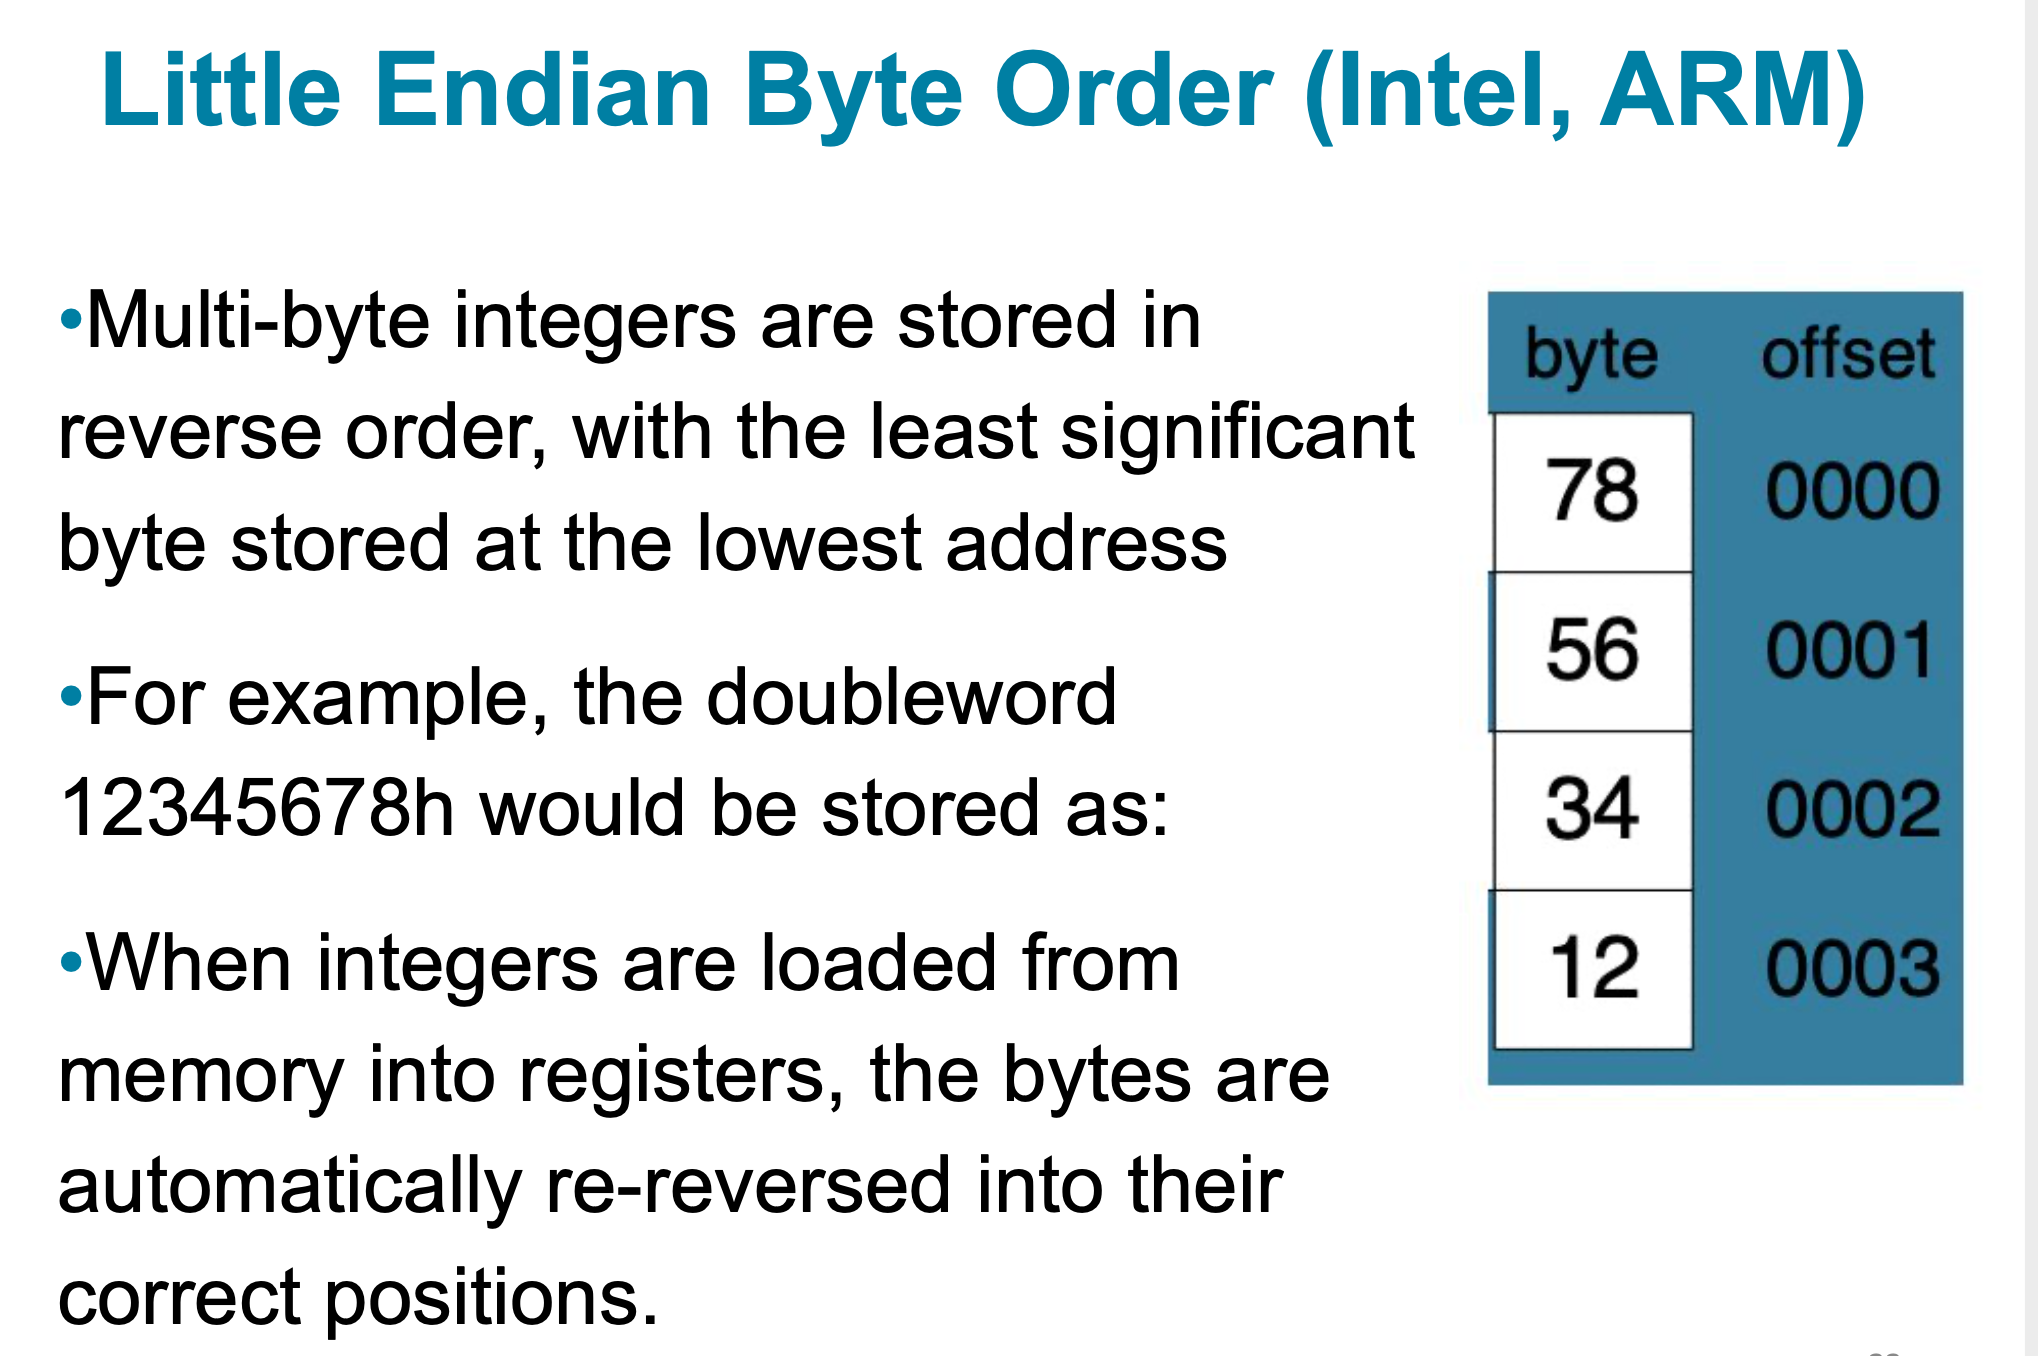 Little Endian Byte Order (Intel, ARM)
•Multi-byte integers are stored in
reverse order, with the least significant
byte stored at the lowest address
•For example, the doubleword
12345678h would be stored as:
•When integers are loaded from
memory into registers, the bytes are
automatically re-reversed into their
correct positions.
byte offset
78 0000
56 0001
34 0002
12 0003